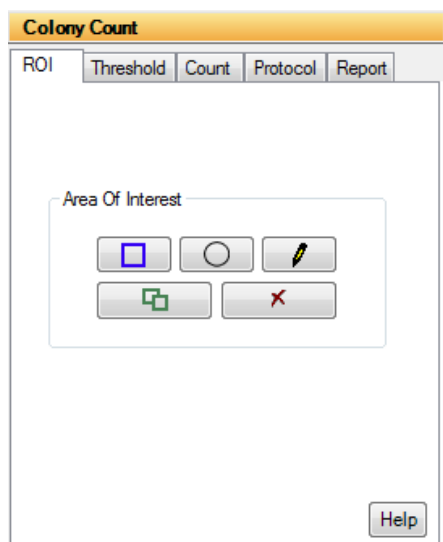 Colony Count
ROI Threshold Count Protocol Report
Area Of Interest
Help